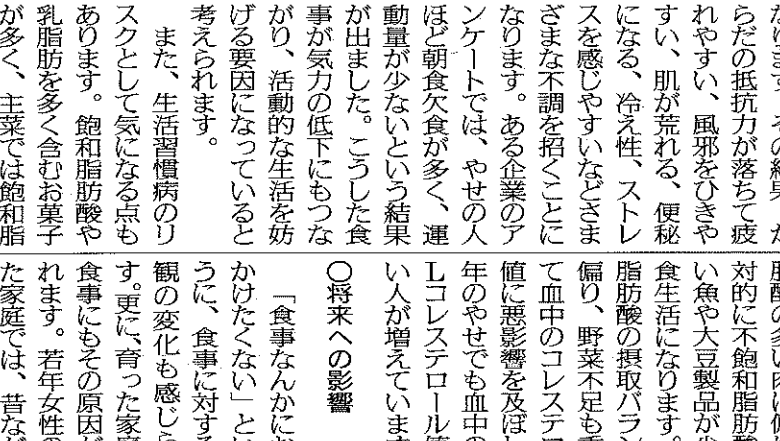 らだの抵抗力が落ちて疲
れやすい、風邪をひきや
すい、肌が荒れる、便秘
になる、冷え性、ストレ
スを感じやすいなどさま
ざまな不調を招くことに
なります。ある企業のア
ンケートでは、やせの人
ほど朝食欠食が多く、運
動量が少ないという結果
が出ました。こうした食
事が気力の低下にもつな
がり、活動的な生活を妨
げる要因になっていると
考えられます。
また、生活習慣病のリ
スクとして気になる点も
あります。飽和脂肪酸や
乳脂肪を多く含むお菓子
が多く、主菜では飽和脂
対的に不飽和脂肪酸
い魚や大豆製品が
食生活になります。
脂肪酸の摂取バラ
偏り、野菜不足も
て血中のコレステロ
値に悪影響を及ぼし
年のやせでも血中の
Lコレステロール値
い人が増えています
〇将来への影響
「食事なんかに
かけたくない」とい
うに、食事に対する
観の変化も感じら
す。更に、育った家庭
食事にもその原因が
れます。若年女性の
た家庭では、昔なが